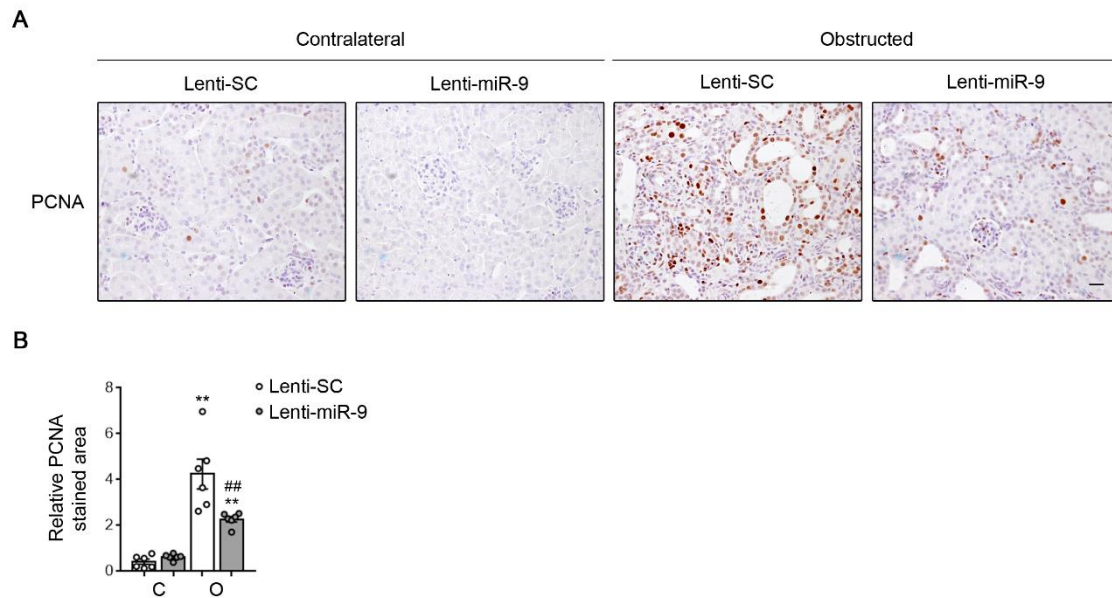 A
Contralateral Obstructed
Lenti-SC Lenti-miR-9 Lenti-SC Lenti-miR-9
PCNA
B
Relative PCNA
stained area
8
6
4
2
0
**
##
**
C O
Lenti-SC
Lenti-miR-9